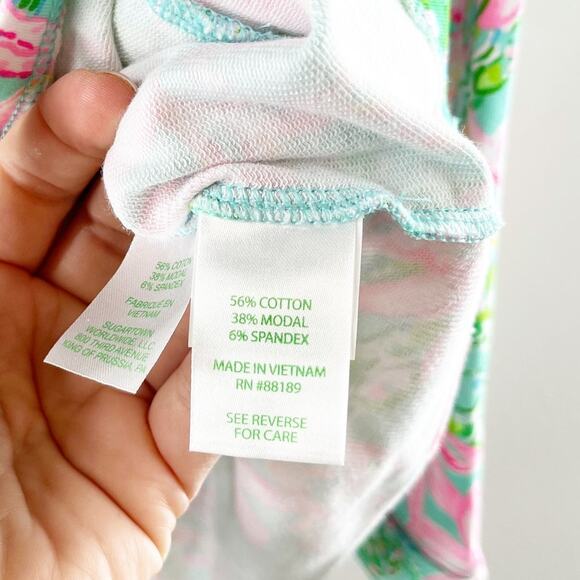 56% COTTON
38% MODAL
6% SPANDEX
FABRIQUÉ EN
VIETNAM
SUGARTOWN
WORLDWIDE, LLC
800 THIRD AVENUE
KING OF PRUSSIA, PA
56% COTTON
38% MODAL
6% SPANDEX
MADE IN VIETNAM
RN #88189
SEE REVERSE
FOR CARE